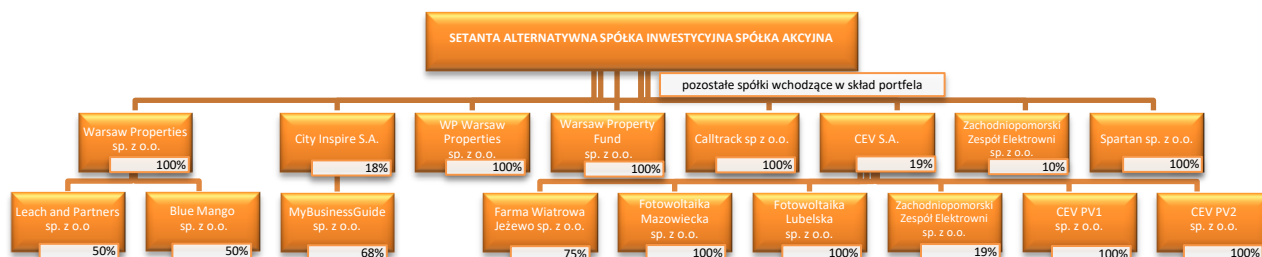 SETANTA ALTERNATYWNA SPÓŁKA INWESTYCYJNA SPÓŁKA AKCYJNA
pozostałe spółki wchodzące w skład portfela
Warsaw Properties
sp. z o.o.
100%
City Inspire S.A.
18%
WP Warsaw
Properties
sp. z o.o.
100%
Warsaw Property
Fund
sp. z o.o.
100%
Calltrack sp z o.o.
100%
CEV S.A.
19%
Zachodniopomorski
Zespół Elektrowni
sp. z o.o.
10%
Spartan sp. z o.o.
100%
Leach and Partners
sp. z o.o
50%
Blue Mango
sp. z o.o.
50%
MyBusinessGuide
sp. z o.o.
68%
Farma Wiatrowa
Jeżewo sp. z o.o.
75%
Fotowoltaika
Mazowiecka
sp. z o.o.
100%
Fotowoltaika
Lubelska
sp. z o.o.
100%
Zachodniopomorski
Zespół Elektrowni
sp. z o.o.
19%
CEV PV1
sp. z o.o.
100%
CEV PV2
sp. z o.o.
100%